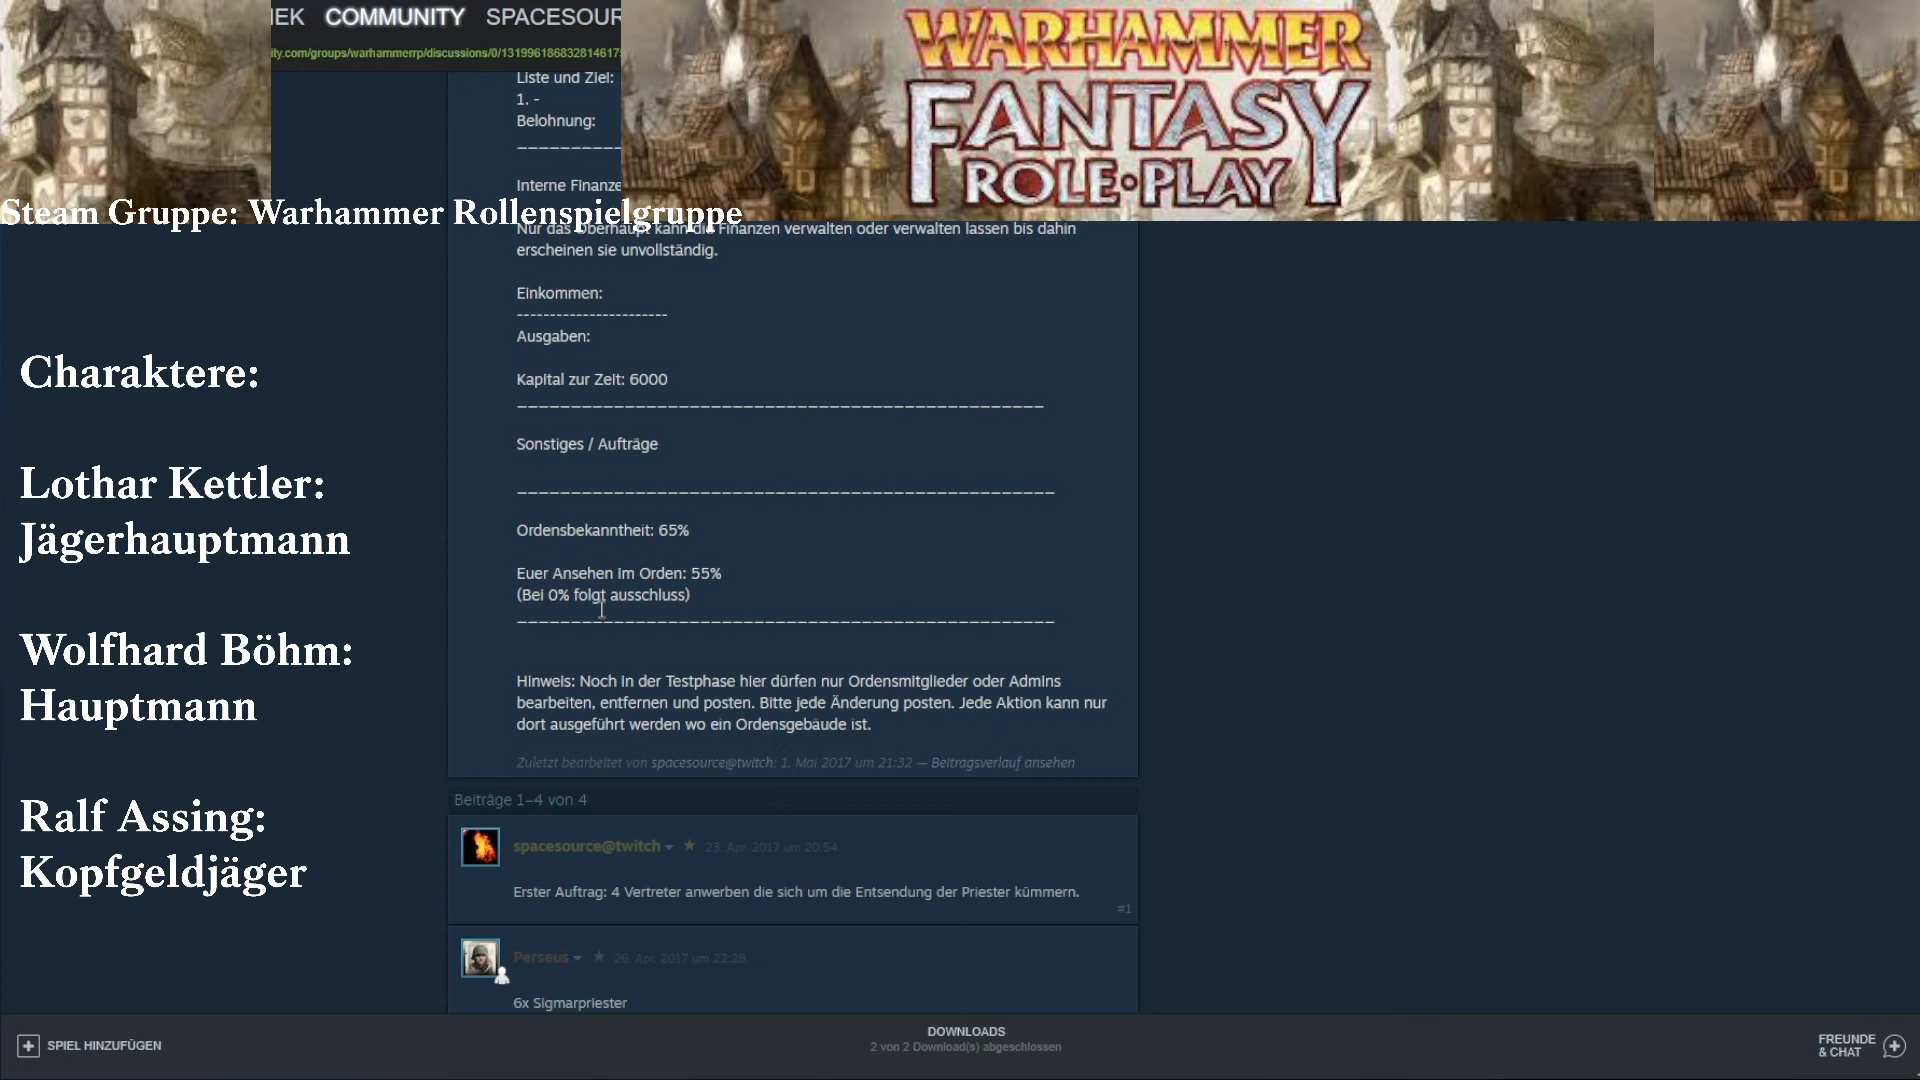 COMMUNITY
WARHAMMER
FANTASY
ROLE•PLAY
Liste und Ziel:
1. -
Belohnung:
Interne Finanze
Steam Gruppe: Warhammer Rollenspielgruppe
Nur das Oberhaupt kann die Finanzen verwalten oder verwalten lassen bis dahin
erscheinen sie unvollständig.
Einkommen:
-----------------------
Ausgaben:
Kapital zur Zeit: 6000
Sonstiges / Aufträge
Ordensbekanntheit: 65%
Euer Ansehen im Orden: 55%
(Bei 0% folgt ausschluss)
Hinweis: Noch in der Testphase hier dürfen nur Ordensmitglieder oder Admins
bearbeiten, entfernen und posten. Bitte jede Änderung posten. Jede Aktion kann nur
dort ausgeführt werden wo ein Ordensgebäude ist.
Zuletzt bearbeitet von spacesource@twitch; 1. Mai 2017 um 21:32 — Beitragsverlauf ansehen
Beiträge 1–4 von 4
spacesource@twitch 23. Apr. 2017 um 20:54
Erster Auftrag: 4 Vertreter anwerben die sich um die Entsendung der Priester kümmern.
#1
Perseus 26. Apr. 2017 um 22:28
6x Sigmarpriester
Charaktere:
Lothar Kettler:
Jägerhauptmann
Wolfhard Böhm:
Hauptmann
Ralf Assing:
Kopfgeldjäger
SPIEL HINZUFÜGEN
DOWNLOADS
2 von 2 Download(s) abgeschlossen
FREUNDE
& CHAT